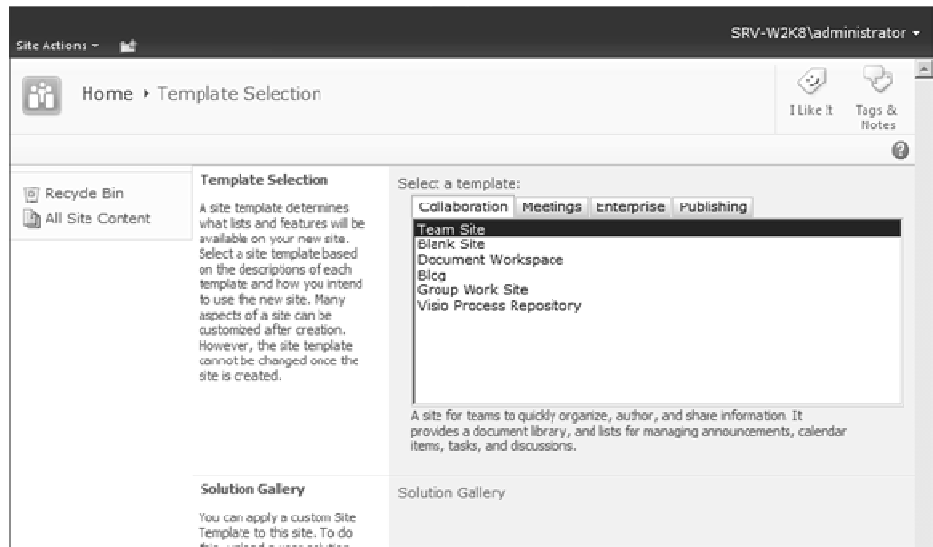 SRV-W2K8\administrator
Site Actions
Home ▸ Template Selection
I Like It
Tags &
Notes
Recycle Bin
All Site Content
Template Selection
A site template determines
what lists and features will be
available on your new site.
Select a site template based
on the descriptions of each
template and how you intend
to use the new site. Many
aspects of a site can be
customized after creation.
However, the site template
cannot be changed once the
site is created.
Select a template:
Collaboration Meetings Enterprise Publishing
Team Site
Blank Site
Document Workspace
Blog
Group Work Site
Visio Process Repository
A site for teams to quickly organize, author, and share information. It
provides a document library, and lists for managing announcements, calendar
items, tasks, and discussions.
Solution Gallery
You can apply a custom Site
Template to this site. To do
Solution Gallery